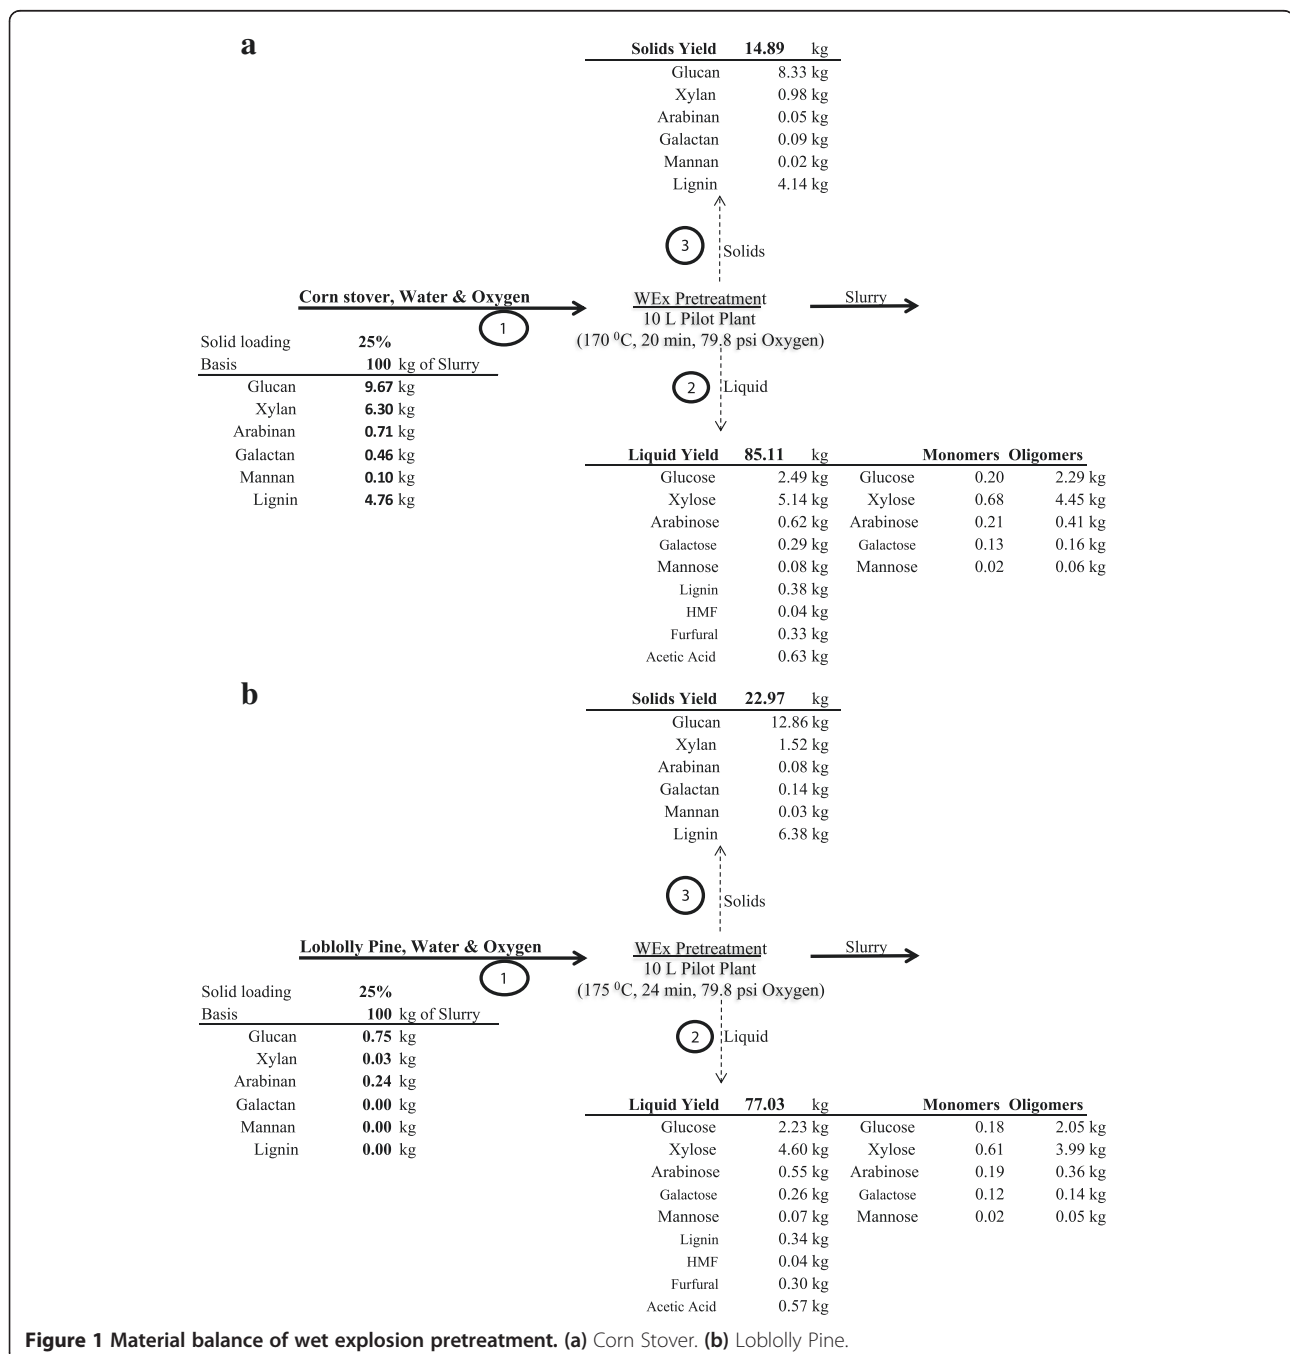 a
Solids Yield 14.89 kg
Glucan 8.33 kg
Xylan 0.98 kg
Arabinan 0.05 kg
Galactan 0.09 kg
Mannan 0.02 kg
Lignin 4.14 kg
3
Solids
Corn stover, Water & Oxygen
1
WEx Pretreatment
10 L Pilot Plant
(170 ⁰C, 20 min, 79.8 psi Oxygen)
Slurry
Solid loading 25%
Basis 100 kg of Slurry
Glucan 9.67 kg
Xylan 6.30 kg
Arabinan 0.71 kg
Galactan 0.46 kg
Mannan 0.10 kg
Lignin 4.76 kg
2
Liquid
Liquid Yield 85.11 kg Monomers Oligomers
Glucose 2.49 kg Glucose 0.20 2.29 kg
Xylose 5.14 kg Xylose 0.68 4.45 kg
Arabinose 0.62 kg Arabinose 0.21 0.41 kg
Galactose 0.29 kg Galactose 0.13 0.16 kg
Mannose 0.08 kg Mannose 0.02 0.06 kg
Lignin 0.38 kg
HMF 0.04 kg
Furfural 0.33 kg
Acetic Acid 0.63 kg
b
Solids Yield 22.97 kg
Glucan 12.86 kg
Xylan 1.52 kg
Arabinan 0.08 kg
Galactan 0.14 kg
Mannan 0.03 kg
Lignin 6.38 kg
3
Solids
Loblolly Pine, Water & Oxygen
1
WEx Pretreatment
10 L Pilot Plant
(175 ⁰C, 24 min, 79.8 psi Oxygen)
Slurry
Solid loading 25%
Basis 100 kg of Slurry
Glucan 0.75 kg
Xylan 0.03 kg
Arabinan 0.24 kg
Galactan 0.00 kg
Mannan 0.00 kg
Lignin 0.00 kg
2
Liquid
Liquid Yield 77.03 kg Monomers Oligomers
Glucose 2.23 kg Glucose 0.18 2.05 kg
Xylose 4.60 kg Xylose 0.61 3.99 kg
Arabinose 0.55 kg Arabinose 0.19 0.36 kg
Galactose 0.26 kg Galactose 0.12 0.14 kg
Mannose 0.07 kg Mannose 0.02 0.05 kg
Lignin 0.34 kg
HMF 0.04 kg
Furfural 0.30 kg
Acetic Acid 0.57 kg
Figure 1 Material balance of wet explosion pretreatment. (a) Corn Stover. (b) Loblolly Pine.